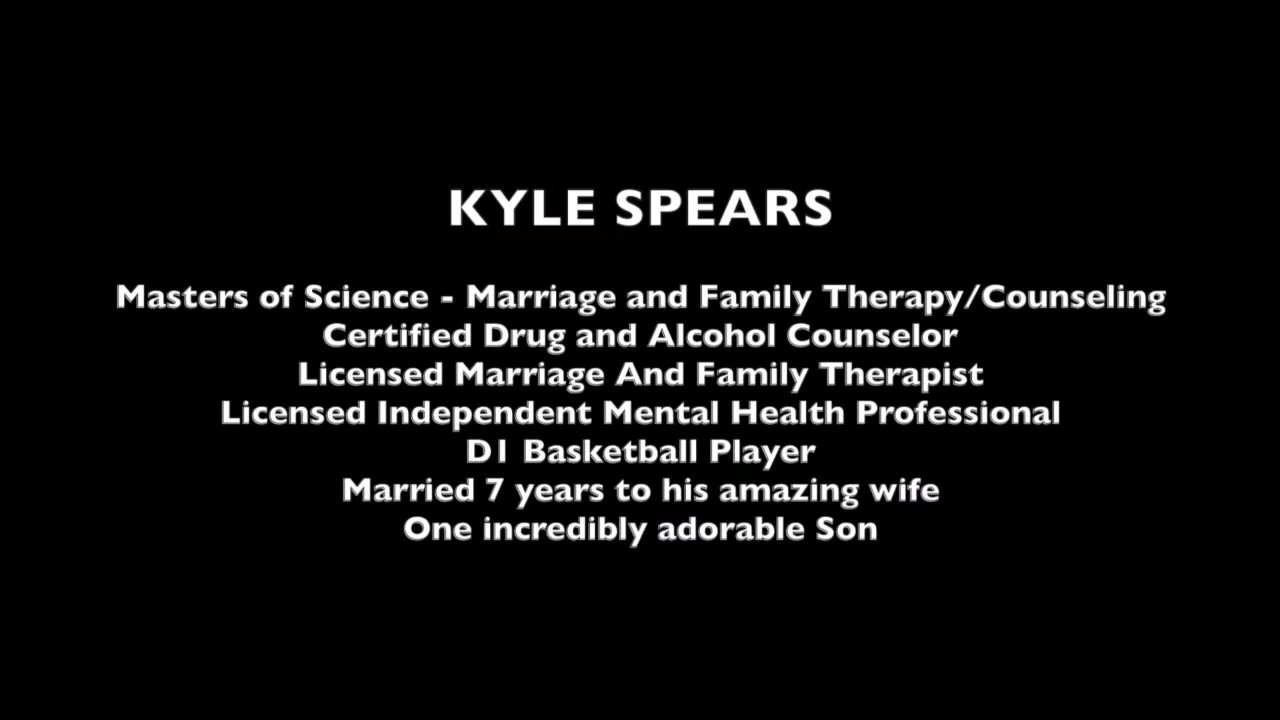 KYLE SPEARS
Masters of Science - Marriage and Family Therapy/Counseling
Certified Drug and Alcohol Counselor
Licensed Marriage And Family Therapist
Licensed Independent Mental Health Professional
D1 Basketball Player
Married 7 years to his amazing wife
One incredibly adorable Son